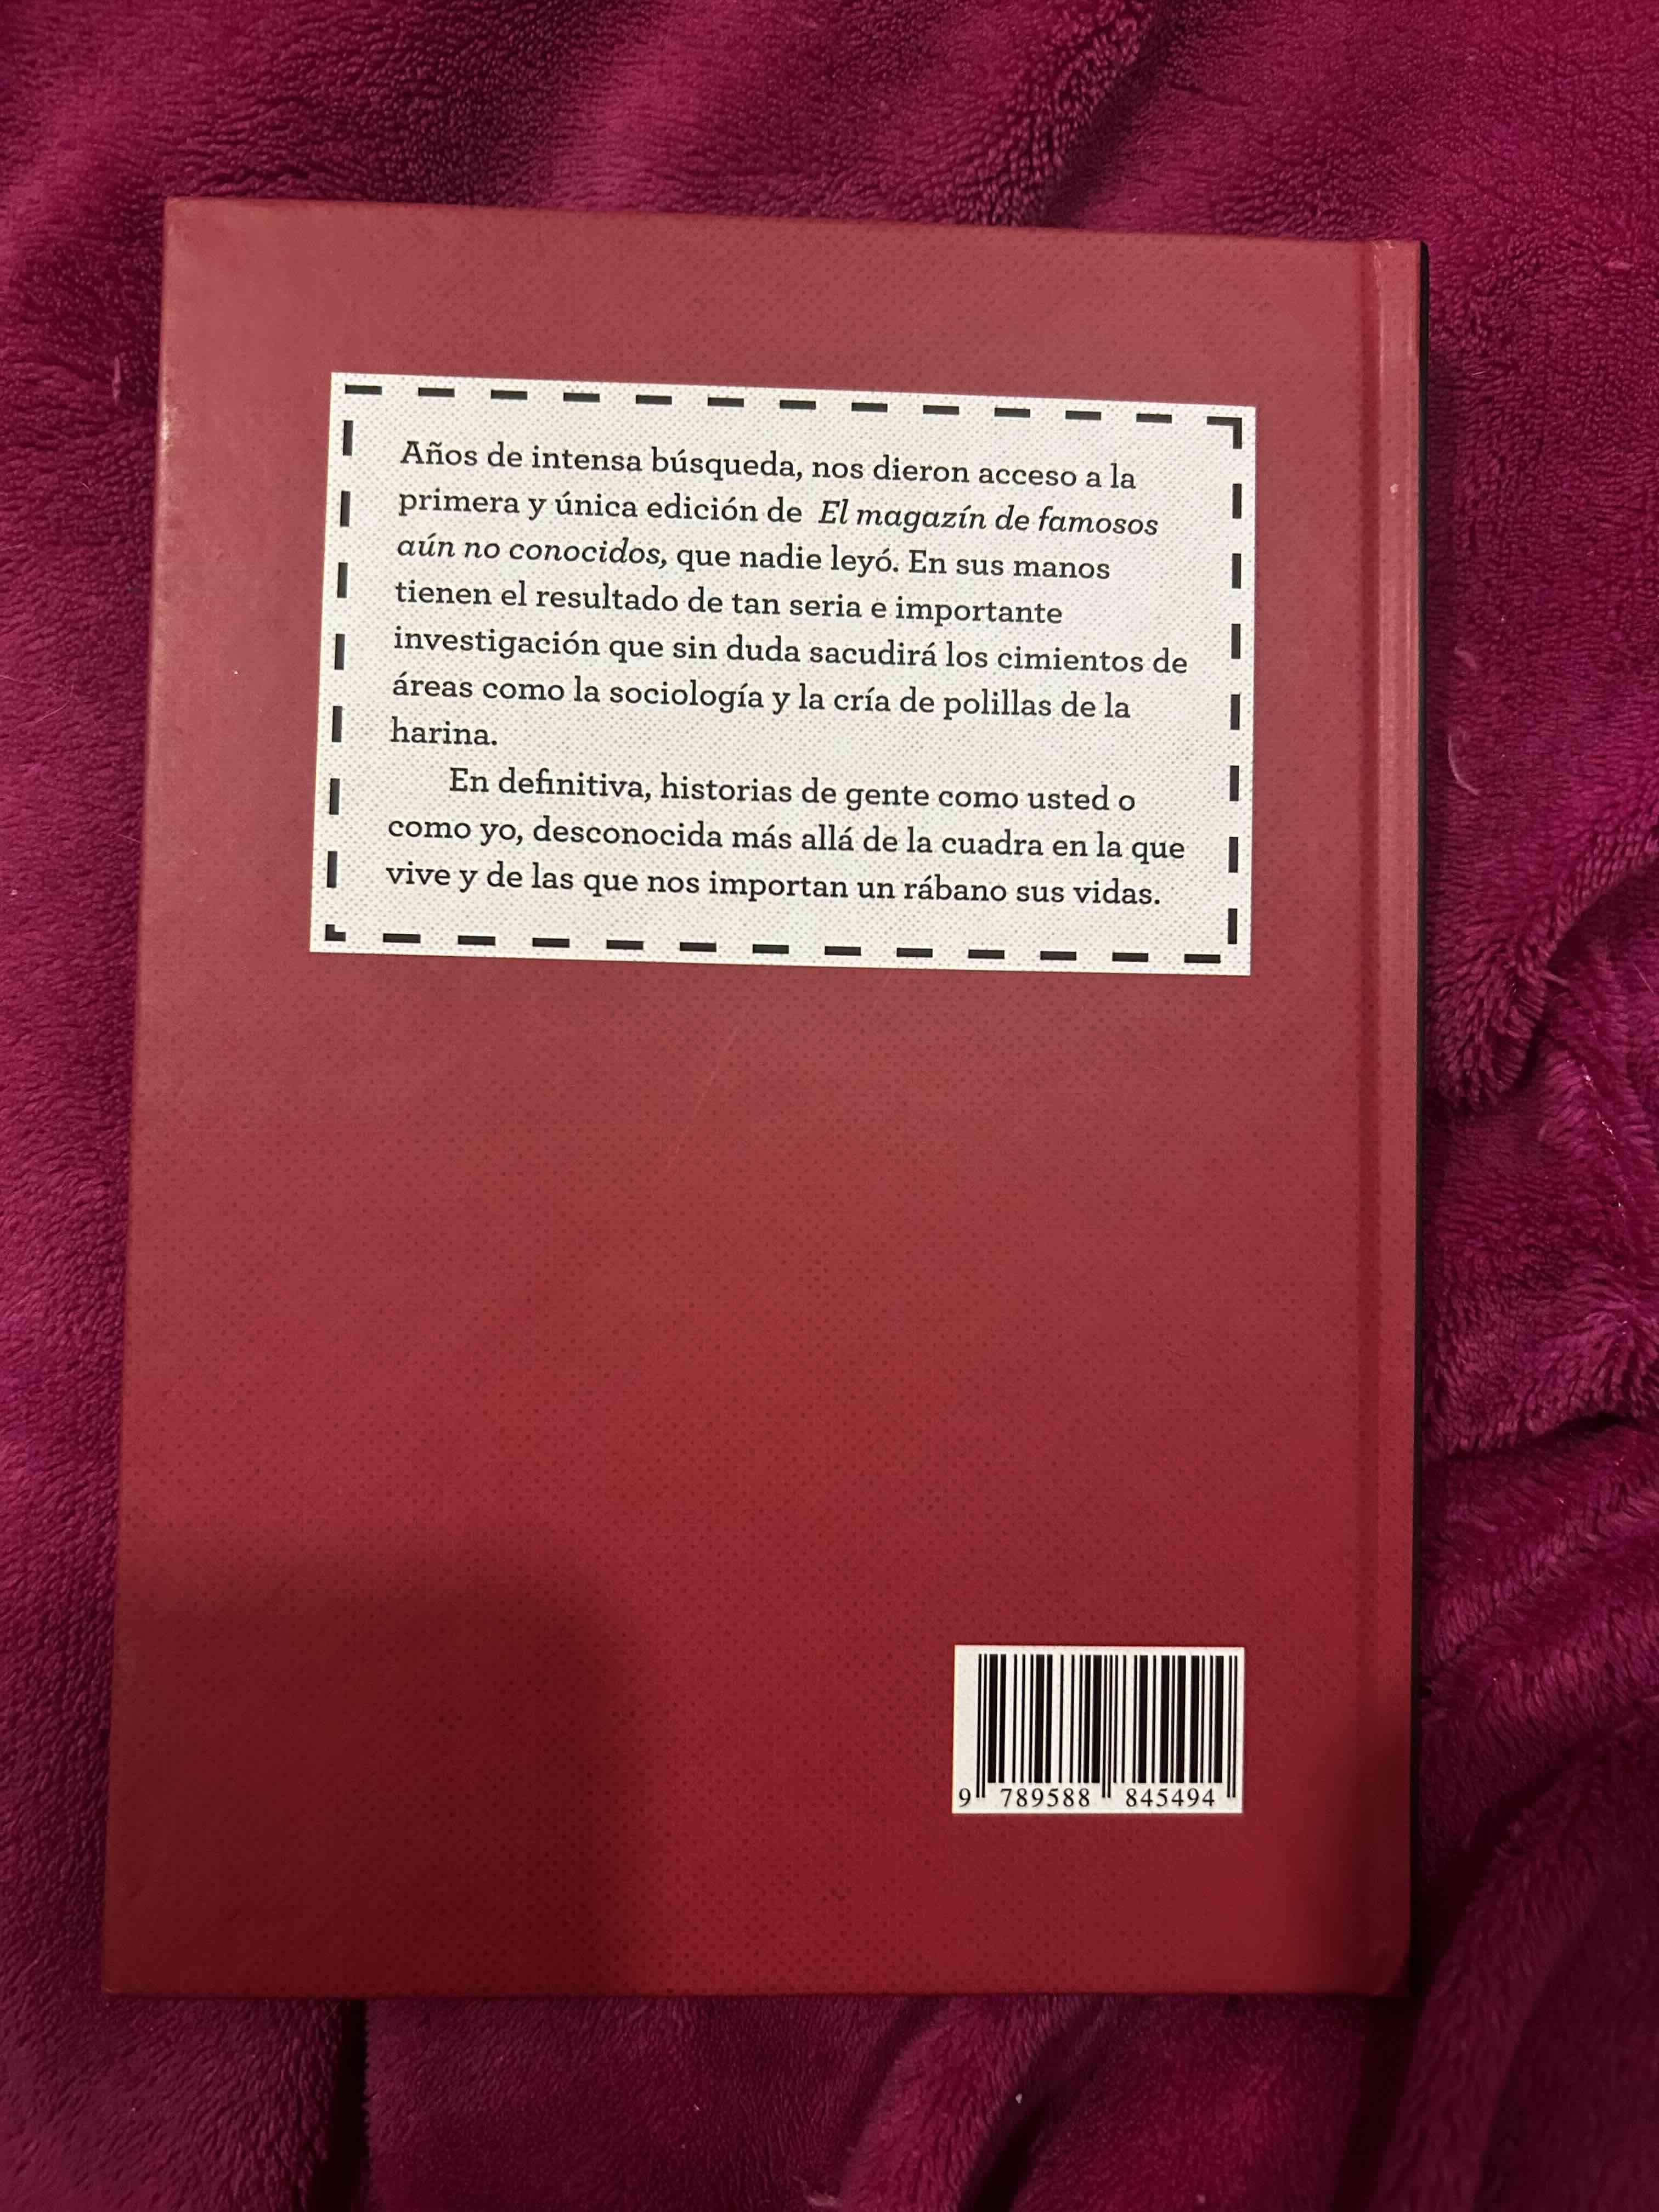 Años de intensa búsqueda, nos dieron acceso a la
primera y única edición de El magazín de famosos
aún no conocidos, que nadie leyó. En sus manos
tienen el resultado de tan seria e importante
investigación que sin duda sacudirá los cimientos de
áreas como la sociología y la cría de polillas de la
harina.
En definitiva, historias de gente como usted o
como yo, desconocida más allá de la cuadra en la que
vive y de las que nos importan un rábano sus vidas.
9 789588 845494